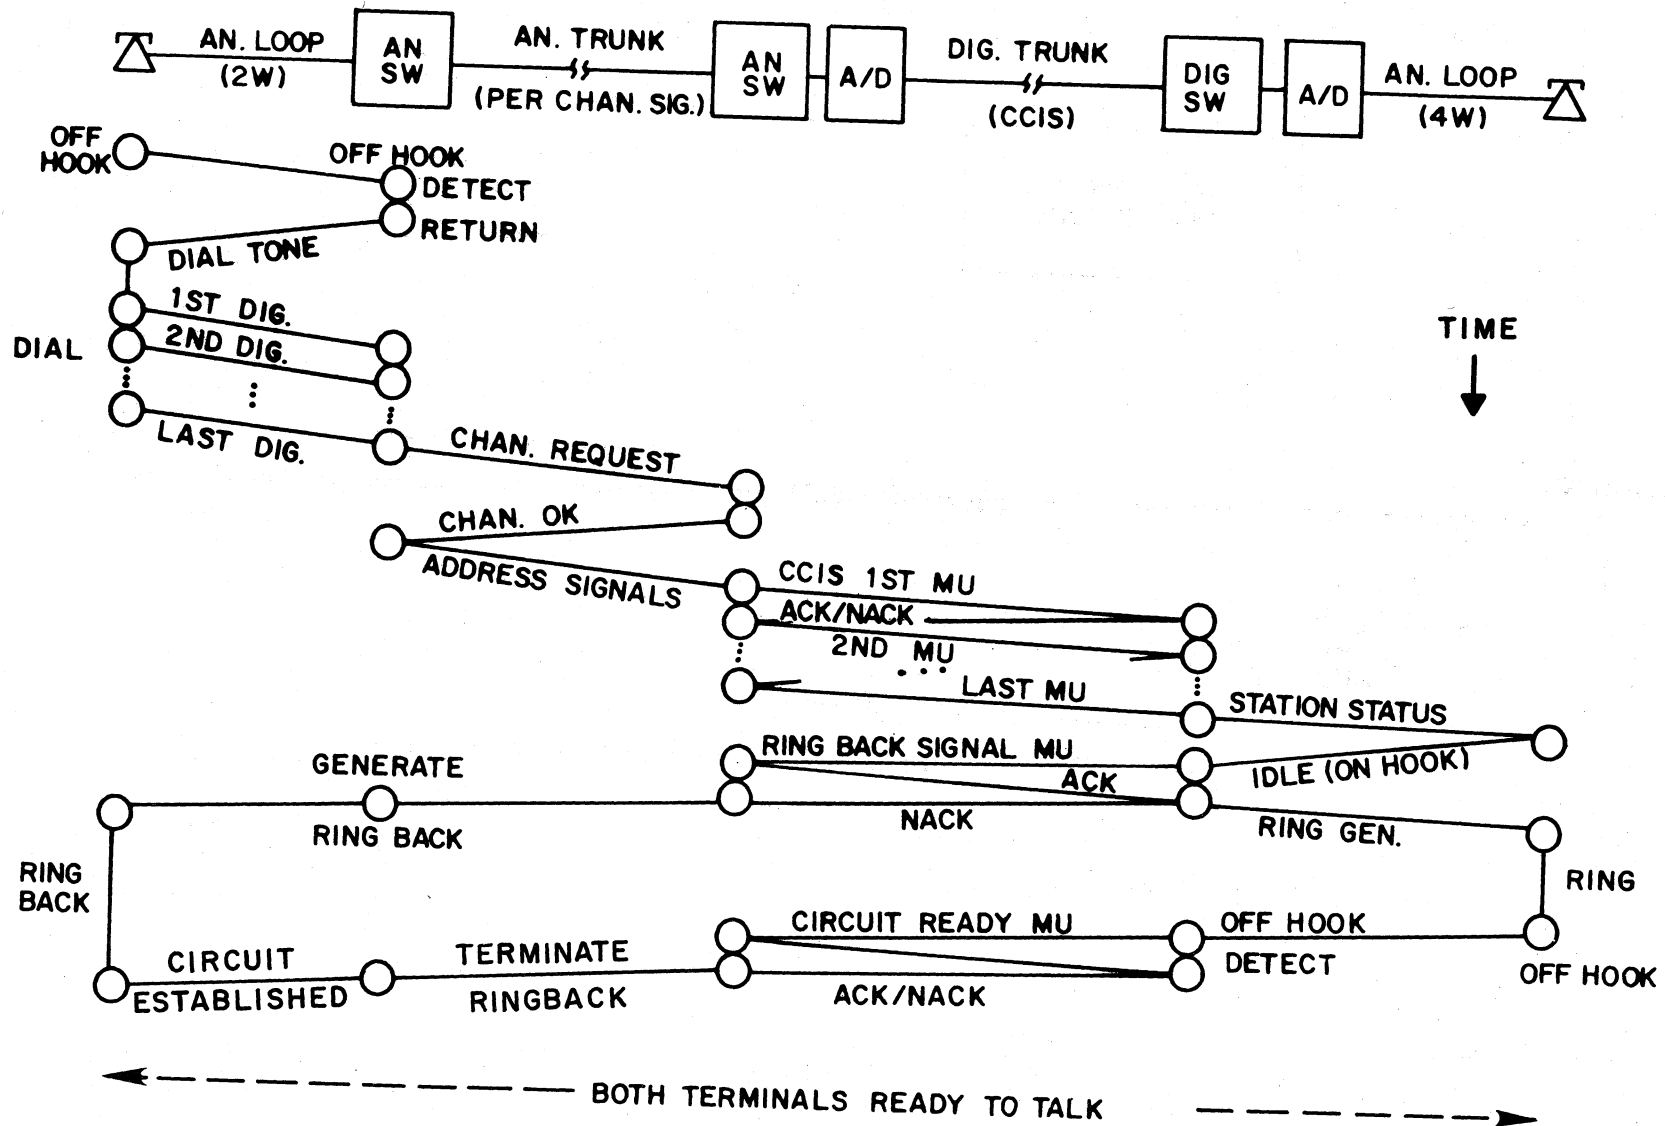 AN. LOOP
(2W)
AN
SW
AN. TRUNK
(PER CHAN. SIG.)
AN
SW
A/D
DIG. TRUNK
(CCIS)
DIG
SW
A/D
AN. LOOP
(4W)
OFF
HOOK
OFF HOOK
DETECT
RETURN
DIAL TONE
1ST DIG.
DIAL
2ND DIG.
LAST DIG.
TIME
CHAN. REQUEST
CHAN. OK
ADDRESS SIGNALS
CCIS 1ST MU
ACK/NACK
2ND MU
LAST MU
STATION STATUS
IDLE (ON HOOK)
RING BACK SIGNAL MU
ACK
NACK
GENERATE
RING BACK
RING GEN.
RING
BACK
RING
CIRCUIT READY MU
OFF HOOK
DETECT
OFF HOOK
ACK/NACK
TERMINATE
RINGBACK
CIRCUIT
ESTABLISHED
BOTH TERMINALS READY TO TALK